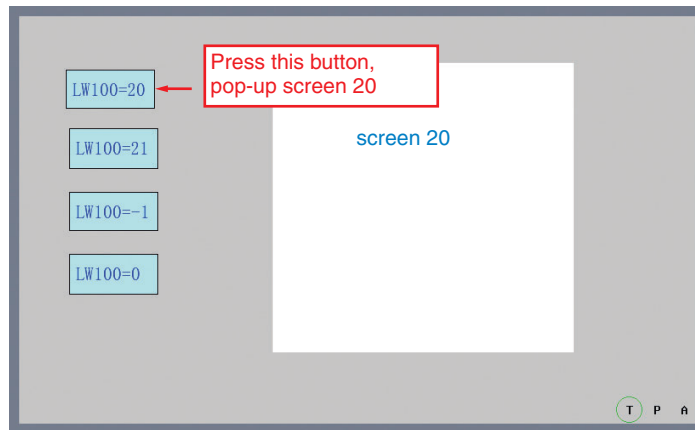 Press this button,
pop-up screen 20
LW100=20
screen 20
LW100=21
LW100=-1
LW100=0
T P A